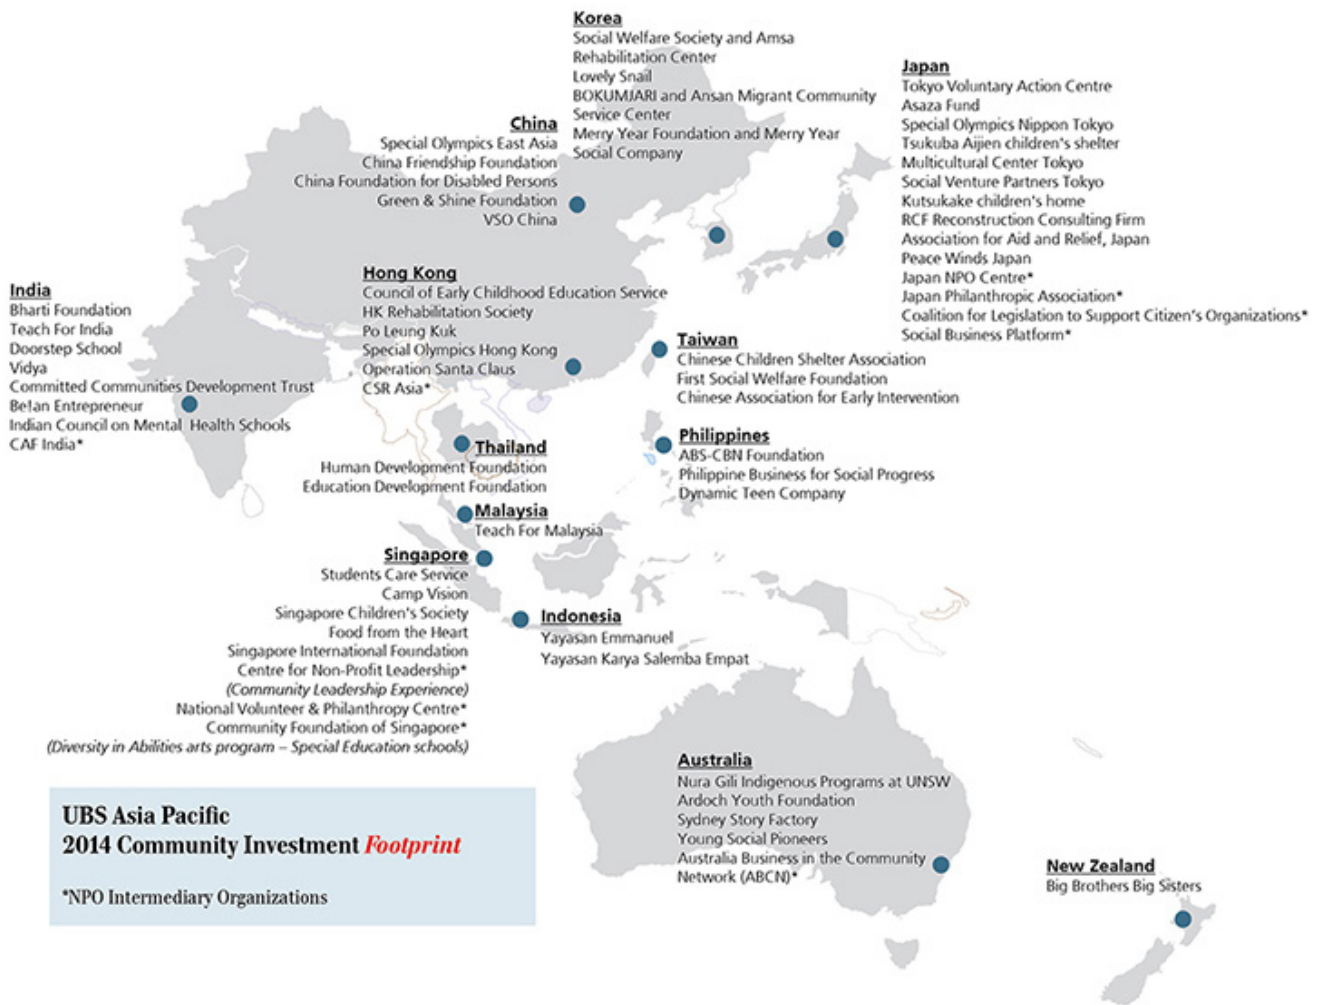 Korea
Social Welfare Society and Amsa
Rehabilitation Center
Lovely Snail
BOKUMJARI and Ansan Migrant Community
Service Center
Merry Year Foundation and Merry Year
Social Company
Japan
Tokyo Voluntary Action Centre
Asaza Fund
Special Olympics Nippon Tokyo
Tsukuba Aijien children's shelter
Multicultural Center Tokyo
Social Venture Partners Tokyo
Kutsukake children's home
RCF Reconstruction Consulting Firm
Association for Aid and Relief, Japan
Peace Winds Japan
Japan NPO Centre*
Japan Philanthropic Association*
Coalition for Legislation to Support Citizen's Organizations*
Social Business Platform*
China
Special Olympics East Asia
China Friendship Foundation
China Foundation for Disabled Persons
Green & Shine Foundation
VSO China
Hong Kong
Council of Early Childhood Education Service
HK Rehabilitation Society
Po Leung Kuk
Special Olympics Hong Kong
Operation Santa Claus
CSR Asia*
India
Bharti Foundation
Teach For India
Doorstep School
Vidya
Committed Communities Development Trust
Be!an Entrepreneur
Indian Council on Mental Health Schools
CAF India*
Taiwan
Chinese Children Shelter Association
First Social Welfare Foundation
Chinese Association for Early Intervention
Philippines
ABS-CBN Foundation
Philippine Business for Social Progress
Dynamic Teen Company
Thailand
Human Development Foundation
Education Development Foundation
Malaysia
Teach For Malaysia
Singapore
Students Care Service
Camp Vision
Singapore Children's Society
Food from the Heart
Singapore International Foundation
Centre for Non-Profit Leadership*
(Community Leadership Experience)
National Volunteer & Philanthropy Centre*
Community Foundation of Singapore*
(Diversity in Abilities arts program – Special Education schools)
Indonesia
Yayasan Emmanuel
Yayasan Karya Salemba Empat
Australia
Nura Gili Indigenous Programs at UNSW
Ardoch Youth Foundation
Sydney Story Factory
Young Social Pioneers
Australia Business in the Community
Network (ABCN)*
New Zealand
Big Brothers Big Sisters
UBS Asia Pacific
2014 Community Investment Footprint
*NPO Intermediary Organizations